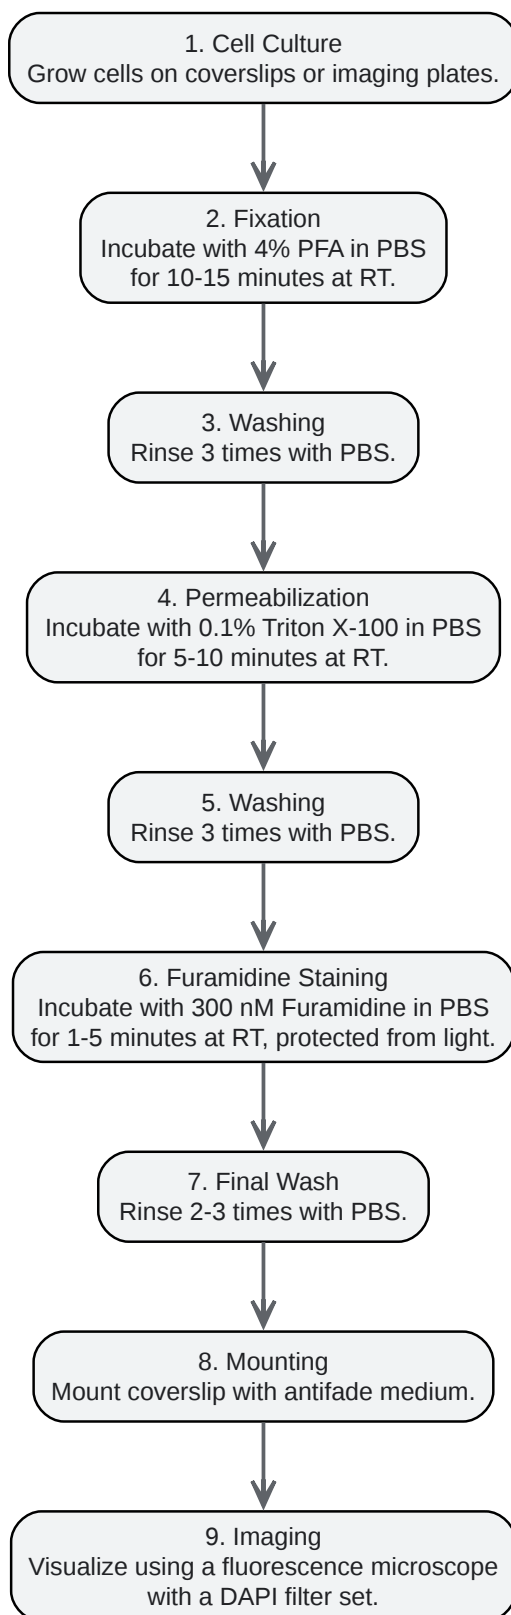 1. Cell Culture
Grow cells on coverslips or imaging plates.
2. Fixation
Incubate with 4% PFA in PBS
for 10-15 minutes at RT.
3. Washing
Rinse 3 times with PBS.
4. Permeabilization
Incubate with 0.1% Triton X-100 in PBS
for 5-10 minutes at RT.
5. Washing
Rinse 3 times with PBS.
6. Furamidine Staining
Incubate with 300 nM Furamidine in PBS
for 1-5 minutes at RT, protected from light.
7. Final Wash
Rinse 2-3 times with PBS.
8. Mounting
Mount coverslip with antifade medium.
9. Imaging
Visualize using a fluorescence microscope
with a DAPI filter set.